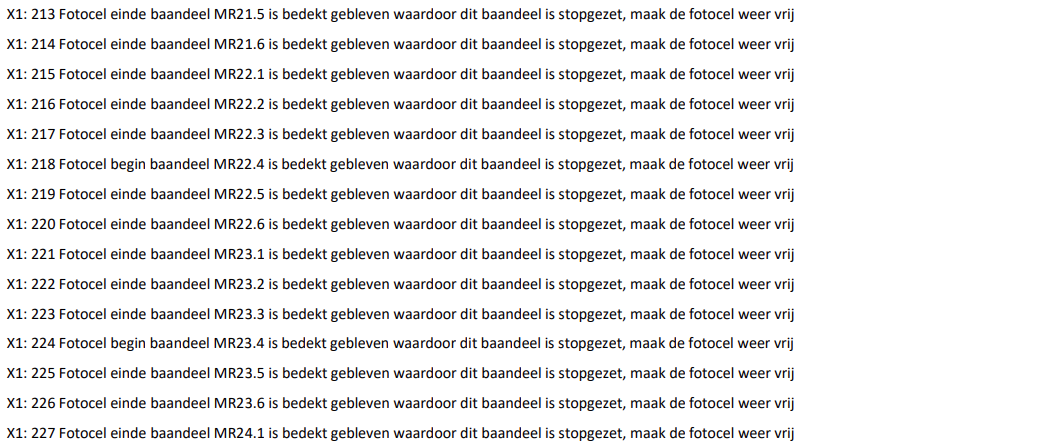 X1: 213 Fotocel einde baandeel MR21.5 is bedekt gebleven waardoor dit baandeel is stopgezet, maak de fotocel weer vrij
X1: 214 Fotocel einde baandeel MR21.6 is bedekt gebleven waardoor dit baandeel is stopgezet, maak de fotocel weer vrij
X1: 215 Fotocel einde baandeel MR22.1 is bedekt gebleven waardoor dit baandeel is stopgezet, maak de fotocel weer vrij
X1: 216 Fotocel einde baandeel MR22.2 is bedekt gebleven waardoor dit baandeel is stopgezet, maak de fotocel weer vrij
X1: 217 Fotocel einde baandeel MR22.3 is bedekt gebleven waardoor dit baandeel is stopgezet, maak de fotocel weer vrij
X1: 218 Fotocel begin baandeel MR22.4 is bedekt gebleven waardoor dit baandeel is stopgezet, maak de fotocel weer vrij
X1: 219 Fotocel einde baandeel MR22.5 is bedekt gebleven waardoor dit baandeel is stopgezet, maak de fotocel weer vrij
X1: 220 Fotocel einde baandeel MR22.6 is bedekt gebleven waardoor dit baandeel is stopgezet, maak de fotocel weer vrij
X1: 221 Fotocel einde baandeel MR23.1 is bedekt gebleven waardoor dit baandeel is stopgezet, maak de fotocel weer vrij
X1: 222 Fotocel einde baandeel MR23.2 is bedekt gebleven waardoor dit baandeel is stopgezet, maak de fotocel weer vrij
X1: 223 Fotocel einde baandeel MR23.3 is bedekt gebleven waardoor dit baandeel is stopgezet, maak de fotocel weer vrij
X1: 224 Fotocel begin baandeel MR23.4 is bedekt gebleven waardoor dit baandeel is stopgezet, maak de fotocel weer vrij
X1: 225 Fotocel einde baandeel MR23.5 is bedekt gebleven waardoor dit baandeel is stopgezet, maak de fotocel weer vrij
X1: 226 Fotocel einde baandeel MR23.6 is bedekt gebleven waardoor dit baandeel is stopgezet, maak de fotocel weer vrij
X1: 227 Fotocel einde baandeel MR24.1 is bedekt gebleven waardoor dit baandeel is stopgezet, maak de fotocel weer vrij